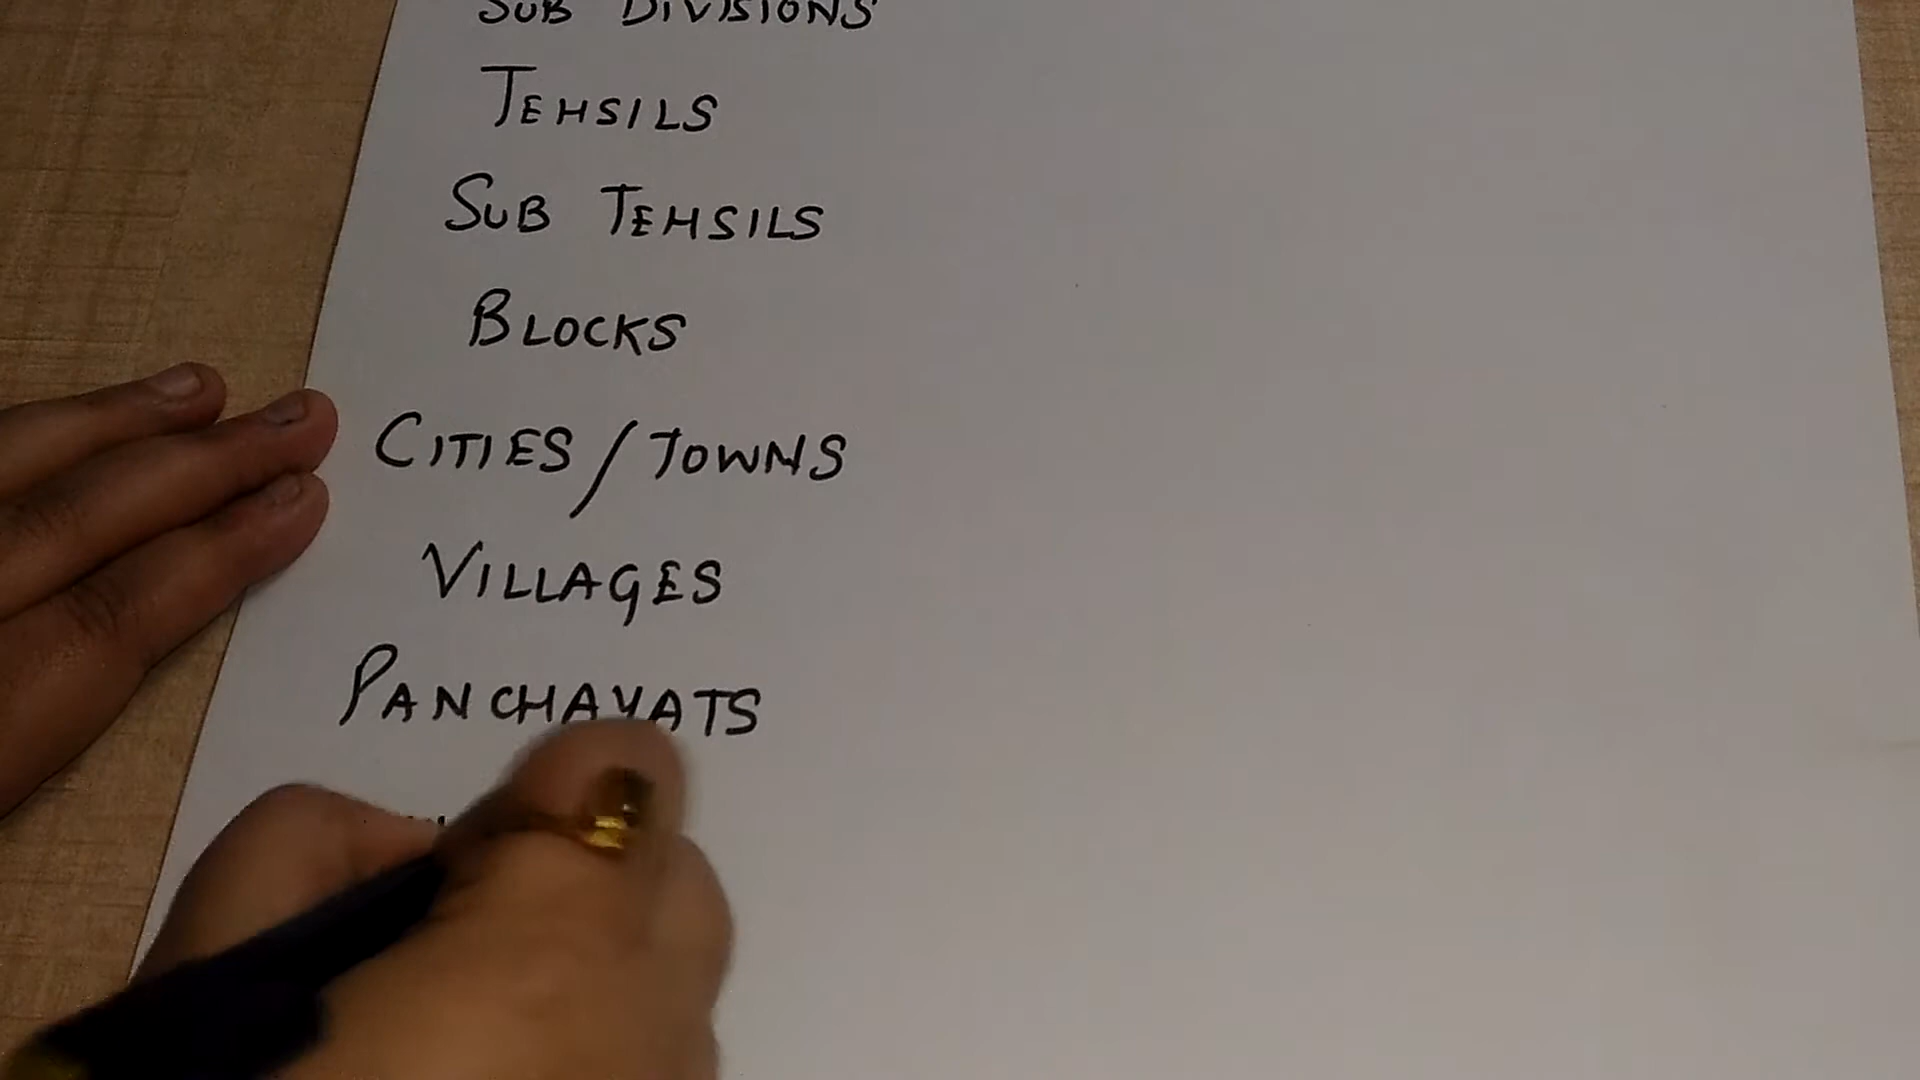 SUB DIVISIONS
TEHSILS
SUB TEHSILS
BLOCKS
CITIES / TOWNS
VILLAGES
PANCHAYATS